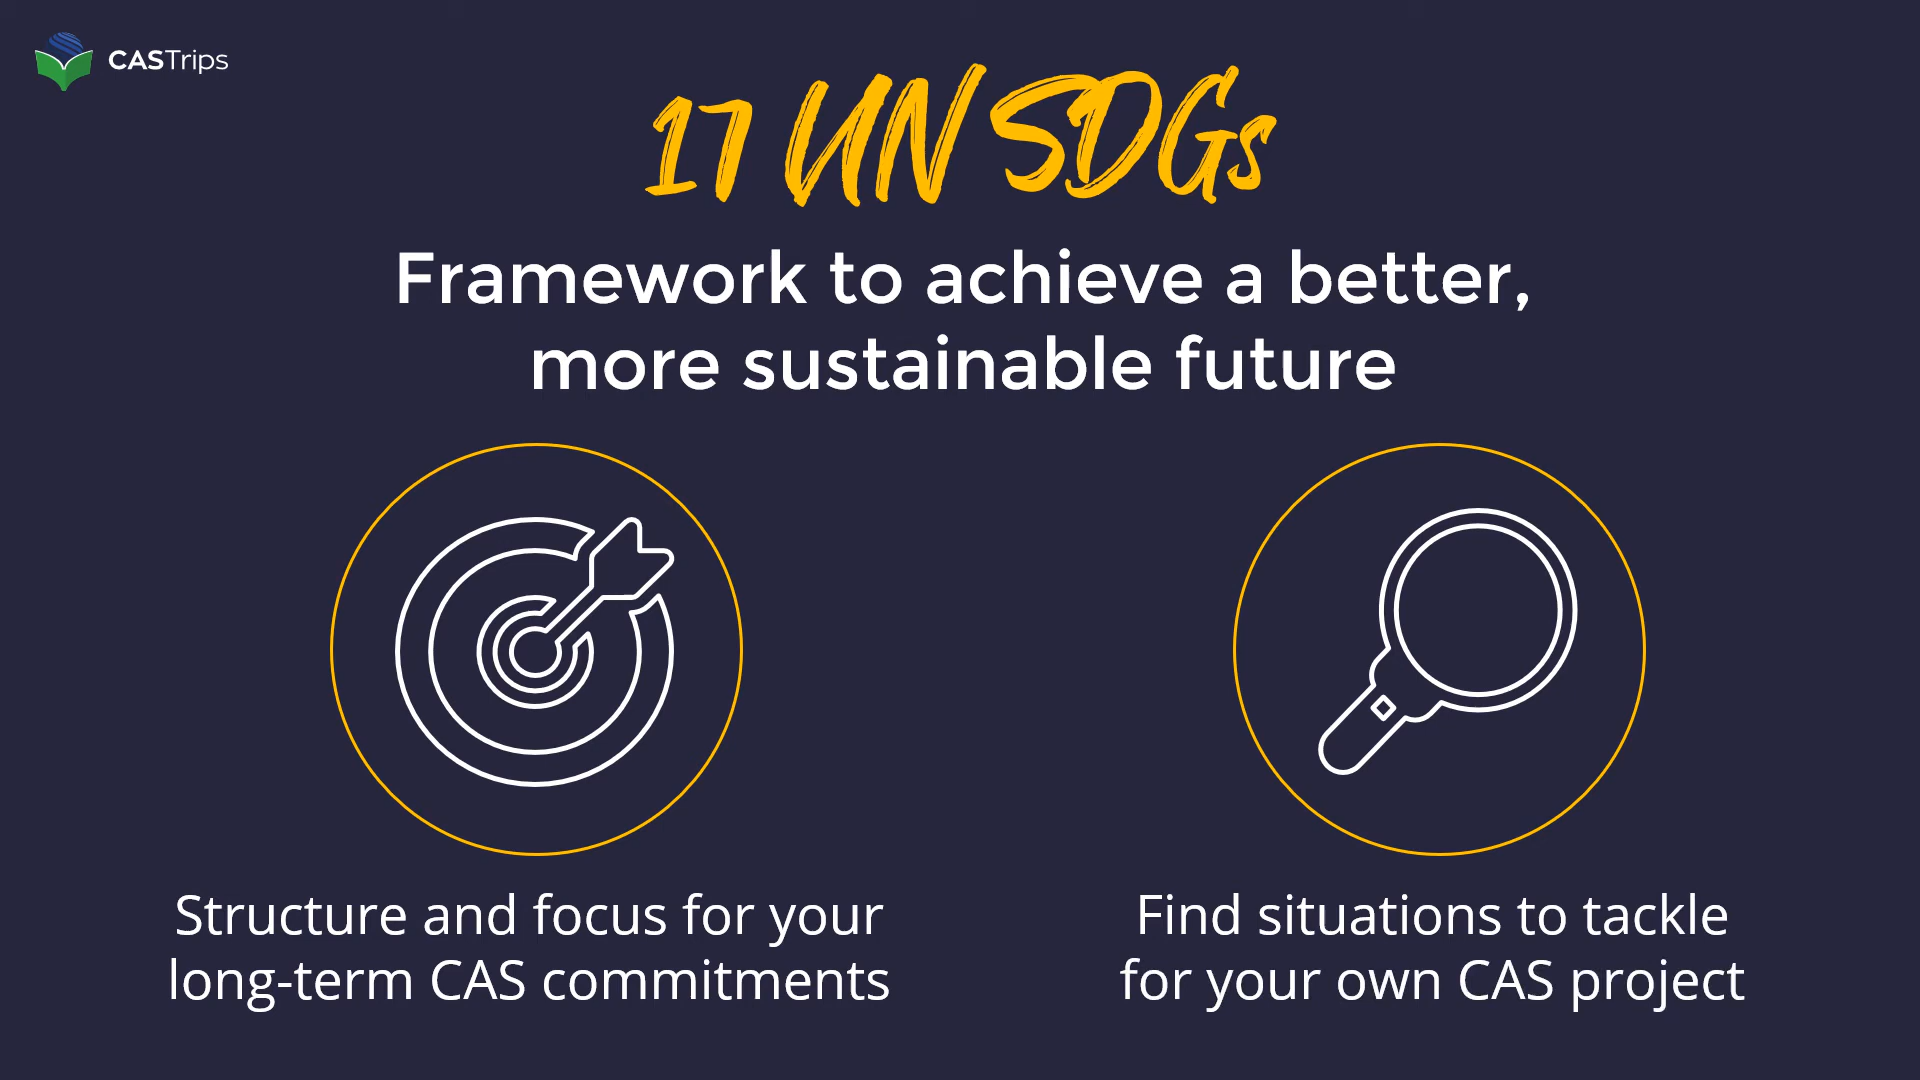 CASTrips
17 UN SDGs
Framework to achieve a better,
more sustainable future
Structure and focus for your
long-term CAS commitments
Find situations to tackle
for your own CAS project